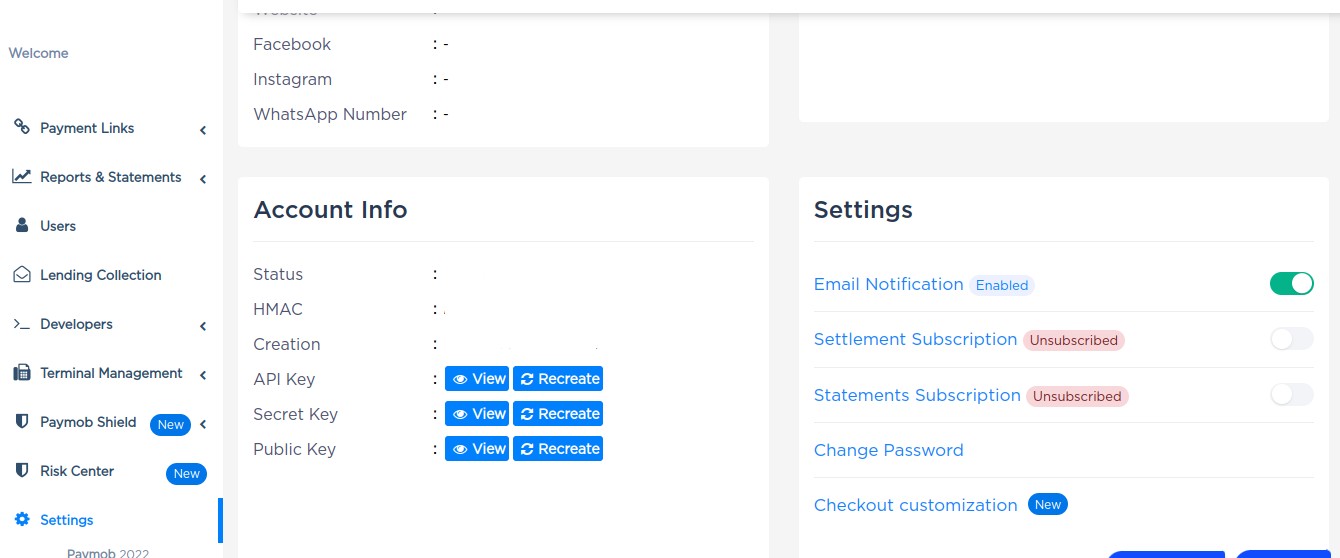 Website :
Facebook : -
Instagram : -
WhatsApp Number : -
Welcome
Payment Links
Reports & Statements
Users
Lending Collection
Developers
Terminal Management
Paymob Shield New
Risk Center New
Settings
Paymob 2022
Account Info
Status :
HMAC :
Creation :
API Key : View Recreate
Secret Key : View Recreate
Public Key : View Recreate
Settings
Email Notification Enabled
Settlement Subscription Unsubscribed
Statements Subscription Unsubscribed
Change Password
Checkout customization New